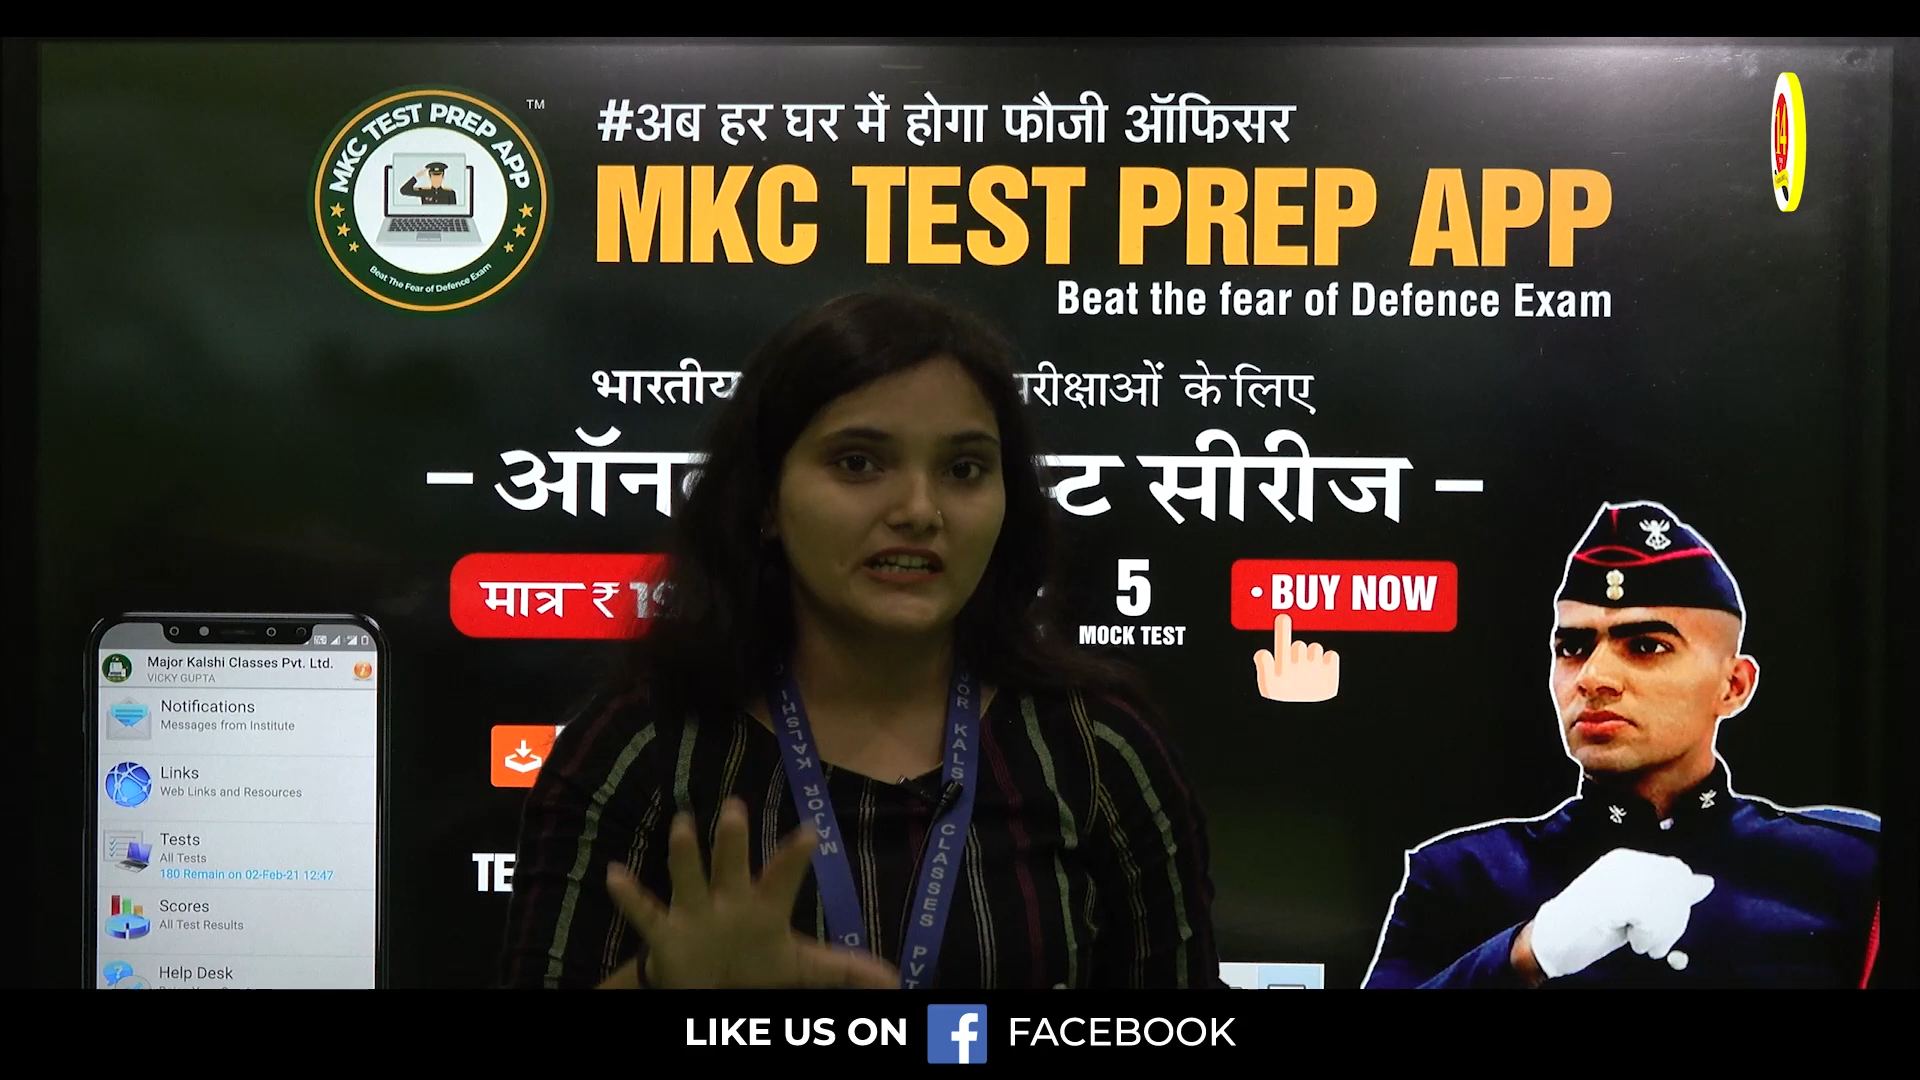 MKC TEST PREP APP
Beat The Fear of Defence Exam
TM
#अब हर घर में होगा फौजी ऑफिसर
MKC TEST PREP APP
Beat the fear of Defence Exam
14
भारतीय
के लिए
सीरीज -
मात्र ₹
5
MOCK TEST
• BUY NOW
Major Kalshi Classes Pvt. Ltd.
VICKY GUPTA
Notifications
Messages from Institute
Links
Web Links and Resources
Tests
All Tests
180 Remain on 02-Feb-21 12:47
Scores
All Test Results
Help Desk
MAJOR KALSHI
KALS
CLASSES PVT
LIKE US ON
f
FACEBOOK